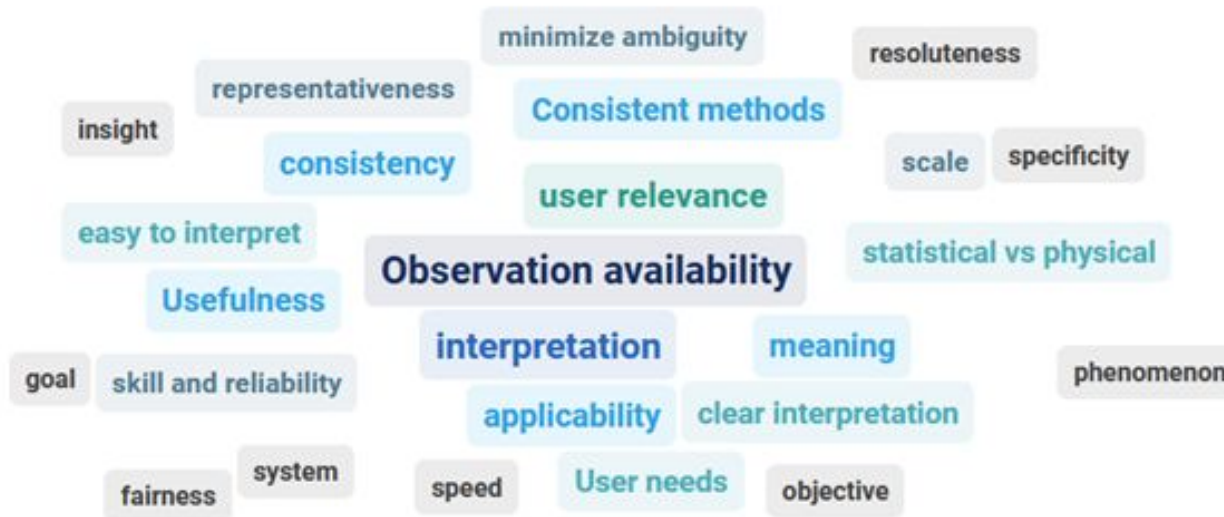 minimize ambiguity
resoluteness
representativeness
Consistent methods
insight
consistency
scale
specificity
user relevance
easy to interpret
statistical vs physical
Observation availability
Usefulness
interpretation
meaning
goal
skill and reliability
phenomenon
applicability
clear interpretation
system
fairness
speed
User needs
objective